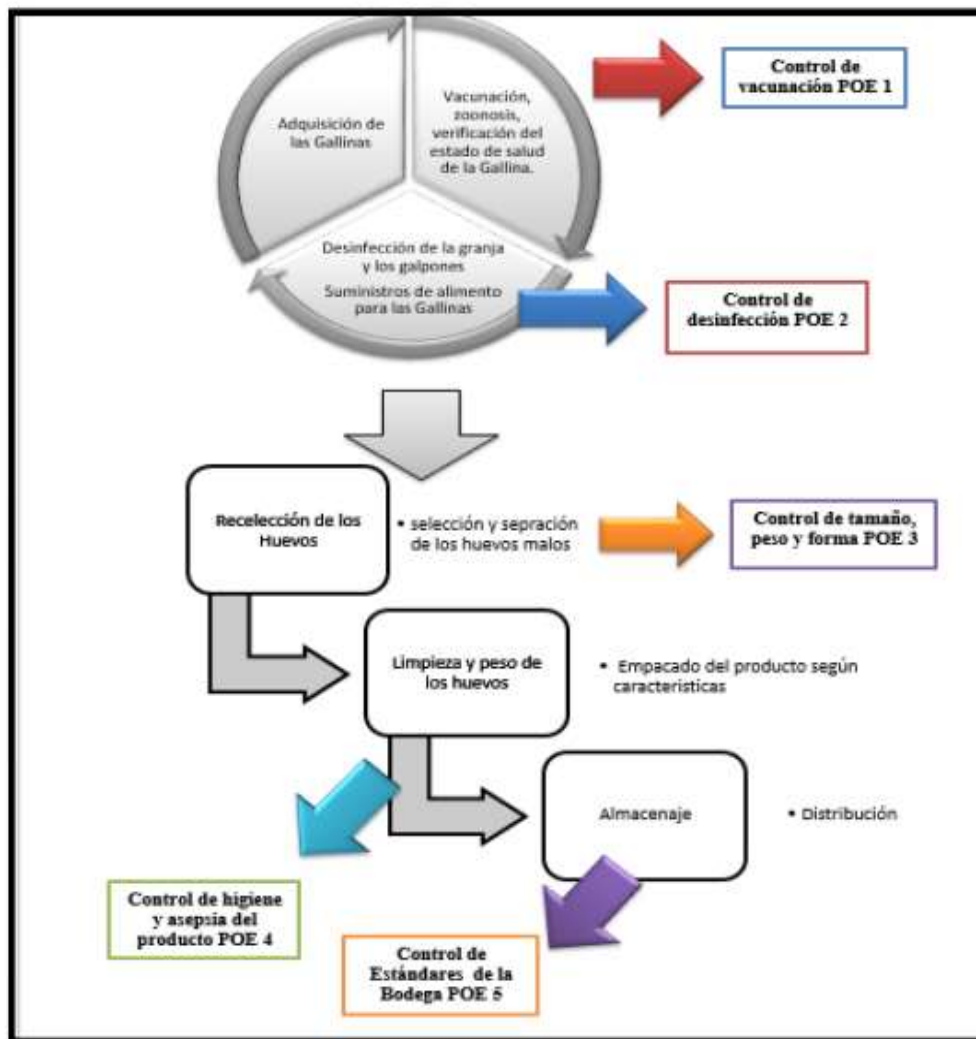 Adquisición de
las Gallinas
Vacunación,
zoonosis,
verificación del
estado de salud
de la Gallina.
Control de
vacunación POE 1
Desinfección de la granja
y los galpones
Suministros de alimento
para las Gallinas
Control de
desinfección POE 2
Recelección de los
Huevos
• selección y sepración
de los huevos malos
Control de tamaño,
peso y forma POE 3
Limpieza y peso de
los huevos
• Empacado del producto según
caracteristicas
Almacenaje
• Distribución
Control de higiene
y asepsia del
producto POE 4
Control de
Estándares de la
Bodega POE 5